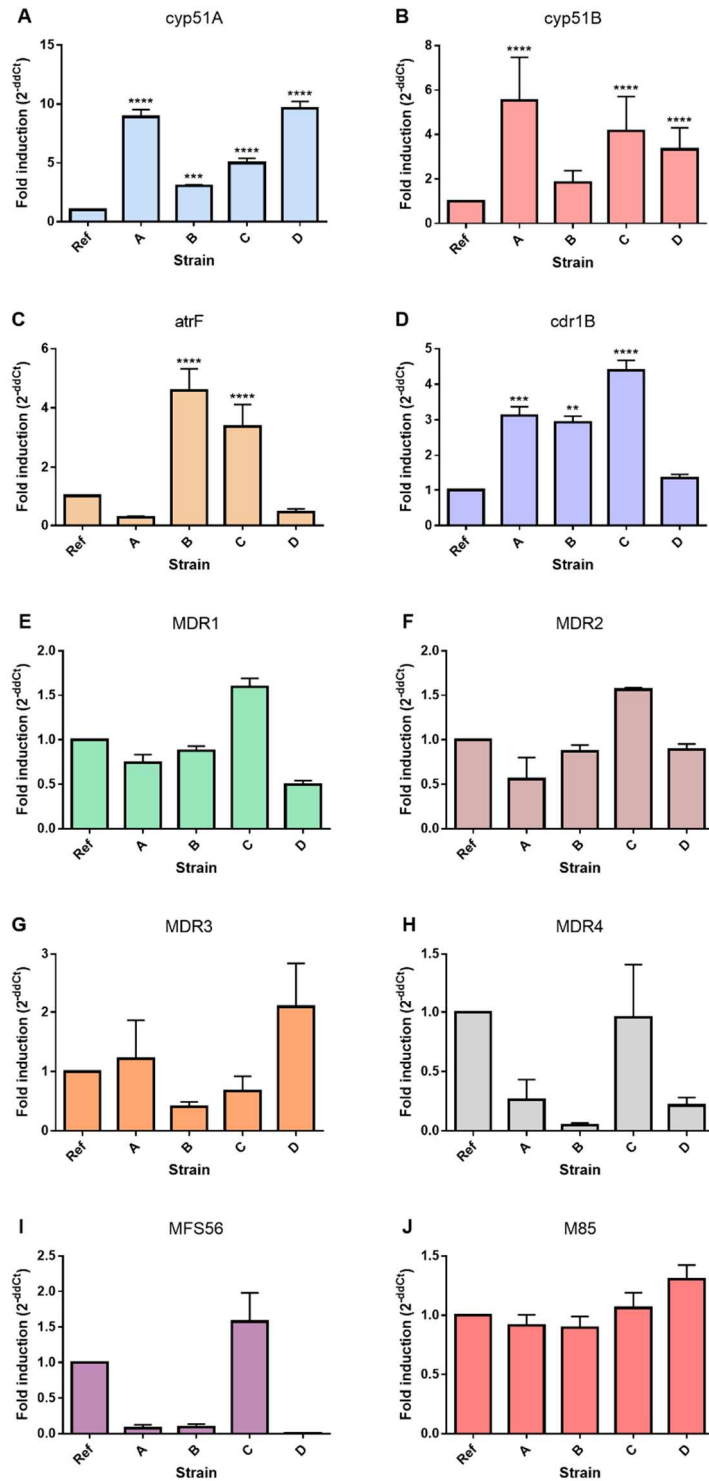 A
cyp51A
Fold induction (2^-ddCt)
15
10
5
0
****
***
****
****
Ref
A
B
C
D
Strain
B
cyp51B
Fold induction (2^-ddCt)
8
6
4
2
0
****
****
****
Ref
A
B
C
D
Strain
C
atrF
Fold induction (2^-ddCt)
6
4
2
0
****
****
Ref
A
B
C
D
Strain
D
cdr1B
Fold induction (2^-ddCt)
5
4
3
2
1
0
***
**
****
Ref
A
B
C
D
Strain
E
MDR1
Fold induction (2^-ddCt)
2.0
1.5
1.0
0.5
0.0
Ref
A
B
C
D
Strain
F
MDR2
Fold induction (2^-ddCt)
2.0
1.5
1.0
0.5
0.0
Ref
A
B
C
D
Strain
G
MDR3
Fold induction (2^-ddCt)
3
2
1
0
Ref
A
B
C
D
Strain
H
MDR4
Fold induction (2^-ddCt)
1.5
1.0
0.5
0.0
Ref
A
B
C
D
Strain
I
MFS56
Fold induction (2^-ddCt)
2.5
2.0
1.5
1.0
0.5
0.0
Ref
A
B
C
D
Strain
J
M85
Fold induction (2^-ddCt)
1.5
1.0
0.5
0.0
Ref
A
B
C
D
Strain